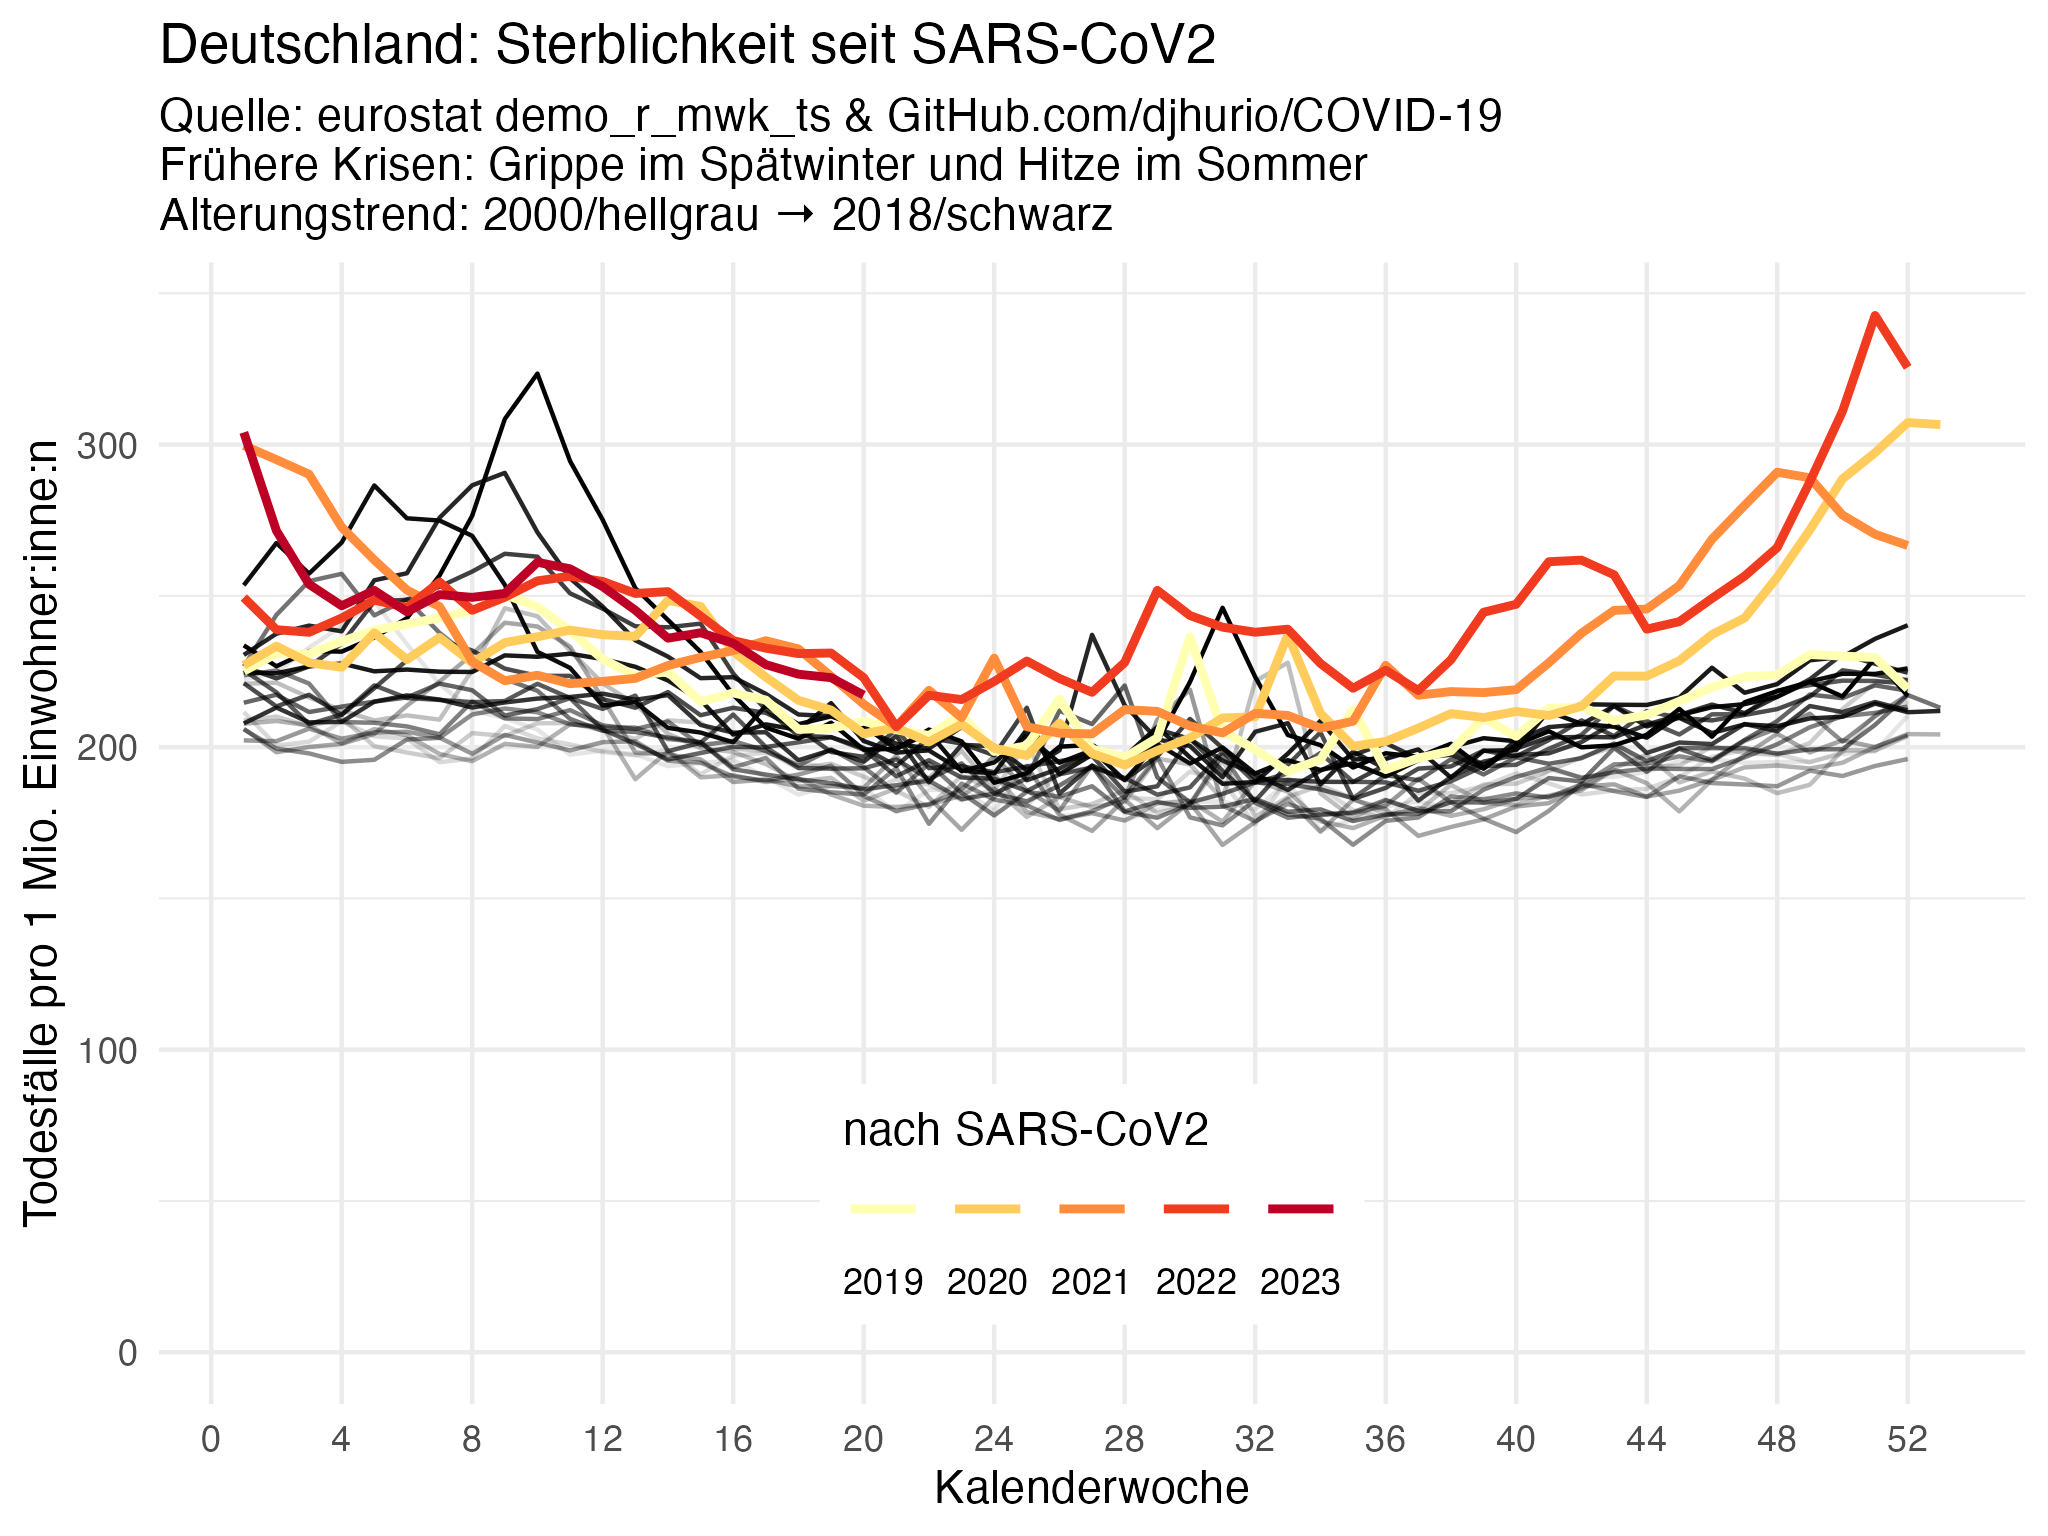 Deutschland: Sterblichkeit seit SARS-CoV2
Quelle: eurostat demo_r_mwk_ts & GitHub.com/djhurio/COVID-19
Frühere Krisen: Grippe im Spätwinter und Hitze im Sommer
Alterungstrend: 2000/hellgrau → 2018/schwarz
Todesfälle pro 1 Mio. Einwohner:inne:n
300
200
100
0
nach SARS-CoV2
2019 2020 2021 2022 2023
0 4 8 12 16 20 24 28 32 36 40 44 48 52
Kalenderwoche